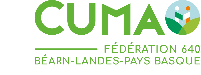 CUMA
FÉDÉRATION 640
BÉARN-LANDES-PAYS BASQUE